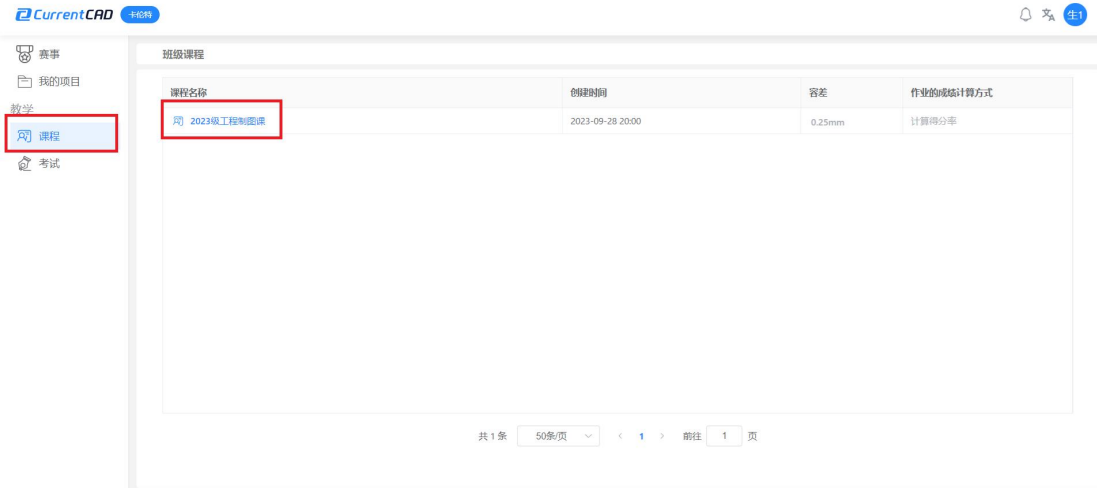 CurrentCAD 卡伦特
生1
赛事
我的项目
教学
课程
考试
班级课程
课程名称 创建时间 容差 作业的成绩计算方式
2023级工程制图课 2023-09-28 20:00 0.25mm 计算得分率
共 1 条 50条/页 1 前往 1 页